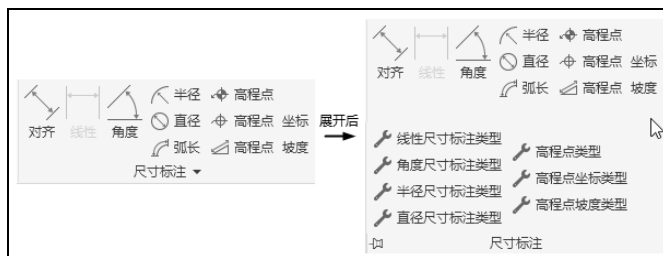 对齐 线性 角度 半径 高程点
直径 高程点 坐标
弧长 高程点 坡度
尺寸标注
展开后
对齐 线性 角度 半径 高程点
直径 高程点 坐标
弧长 高程点 坡度
线性尺寸标注类型
角度尺寸标注类型
半径尺寸标注类型
直径尺寸标注类型
高程点类型
高程点坐标类型
高程点坡度类型
尺寸标注